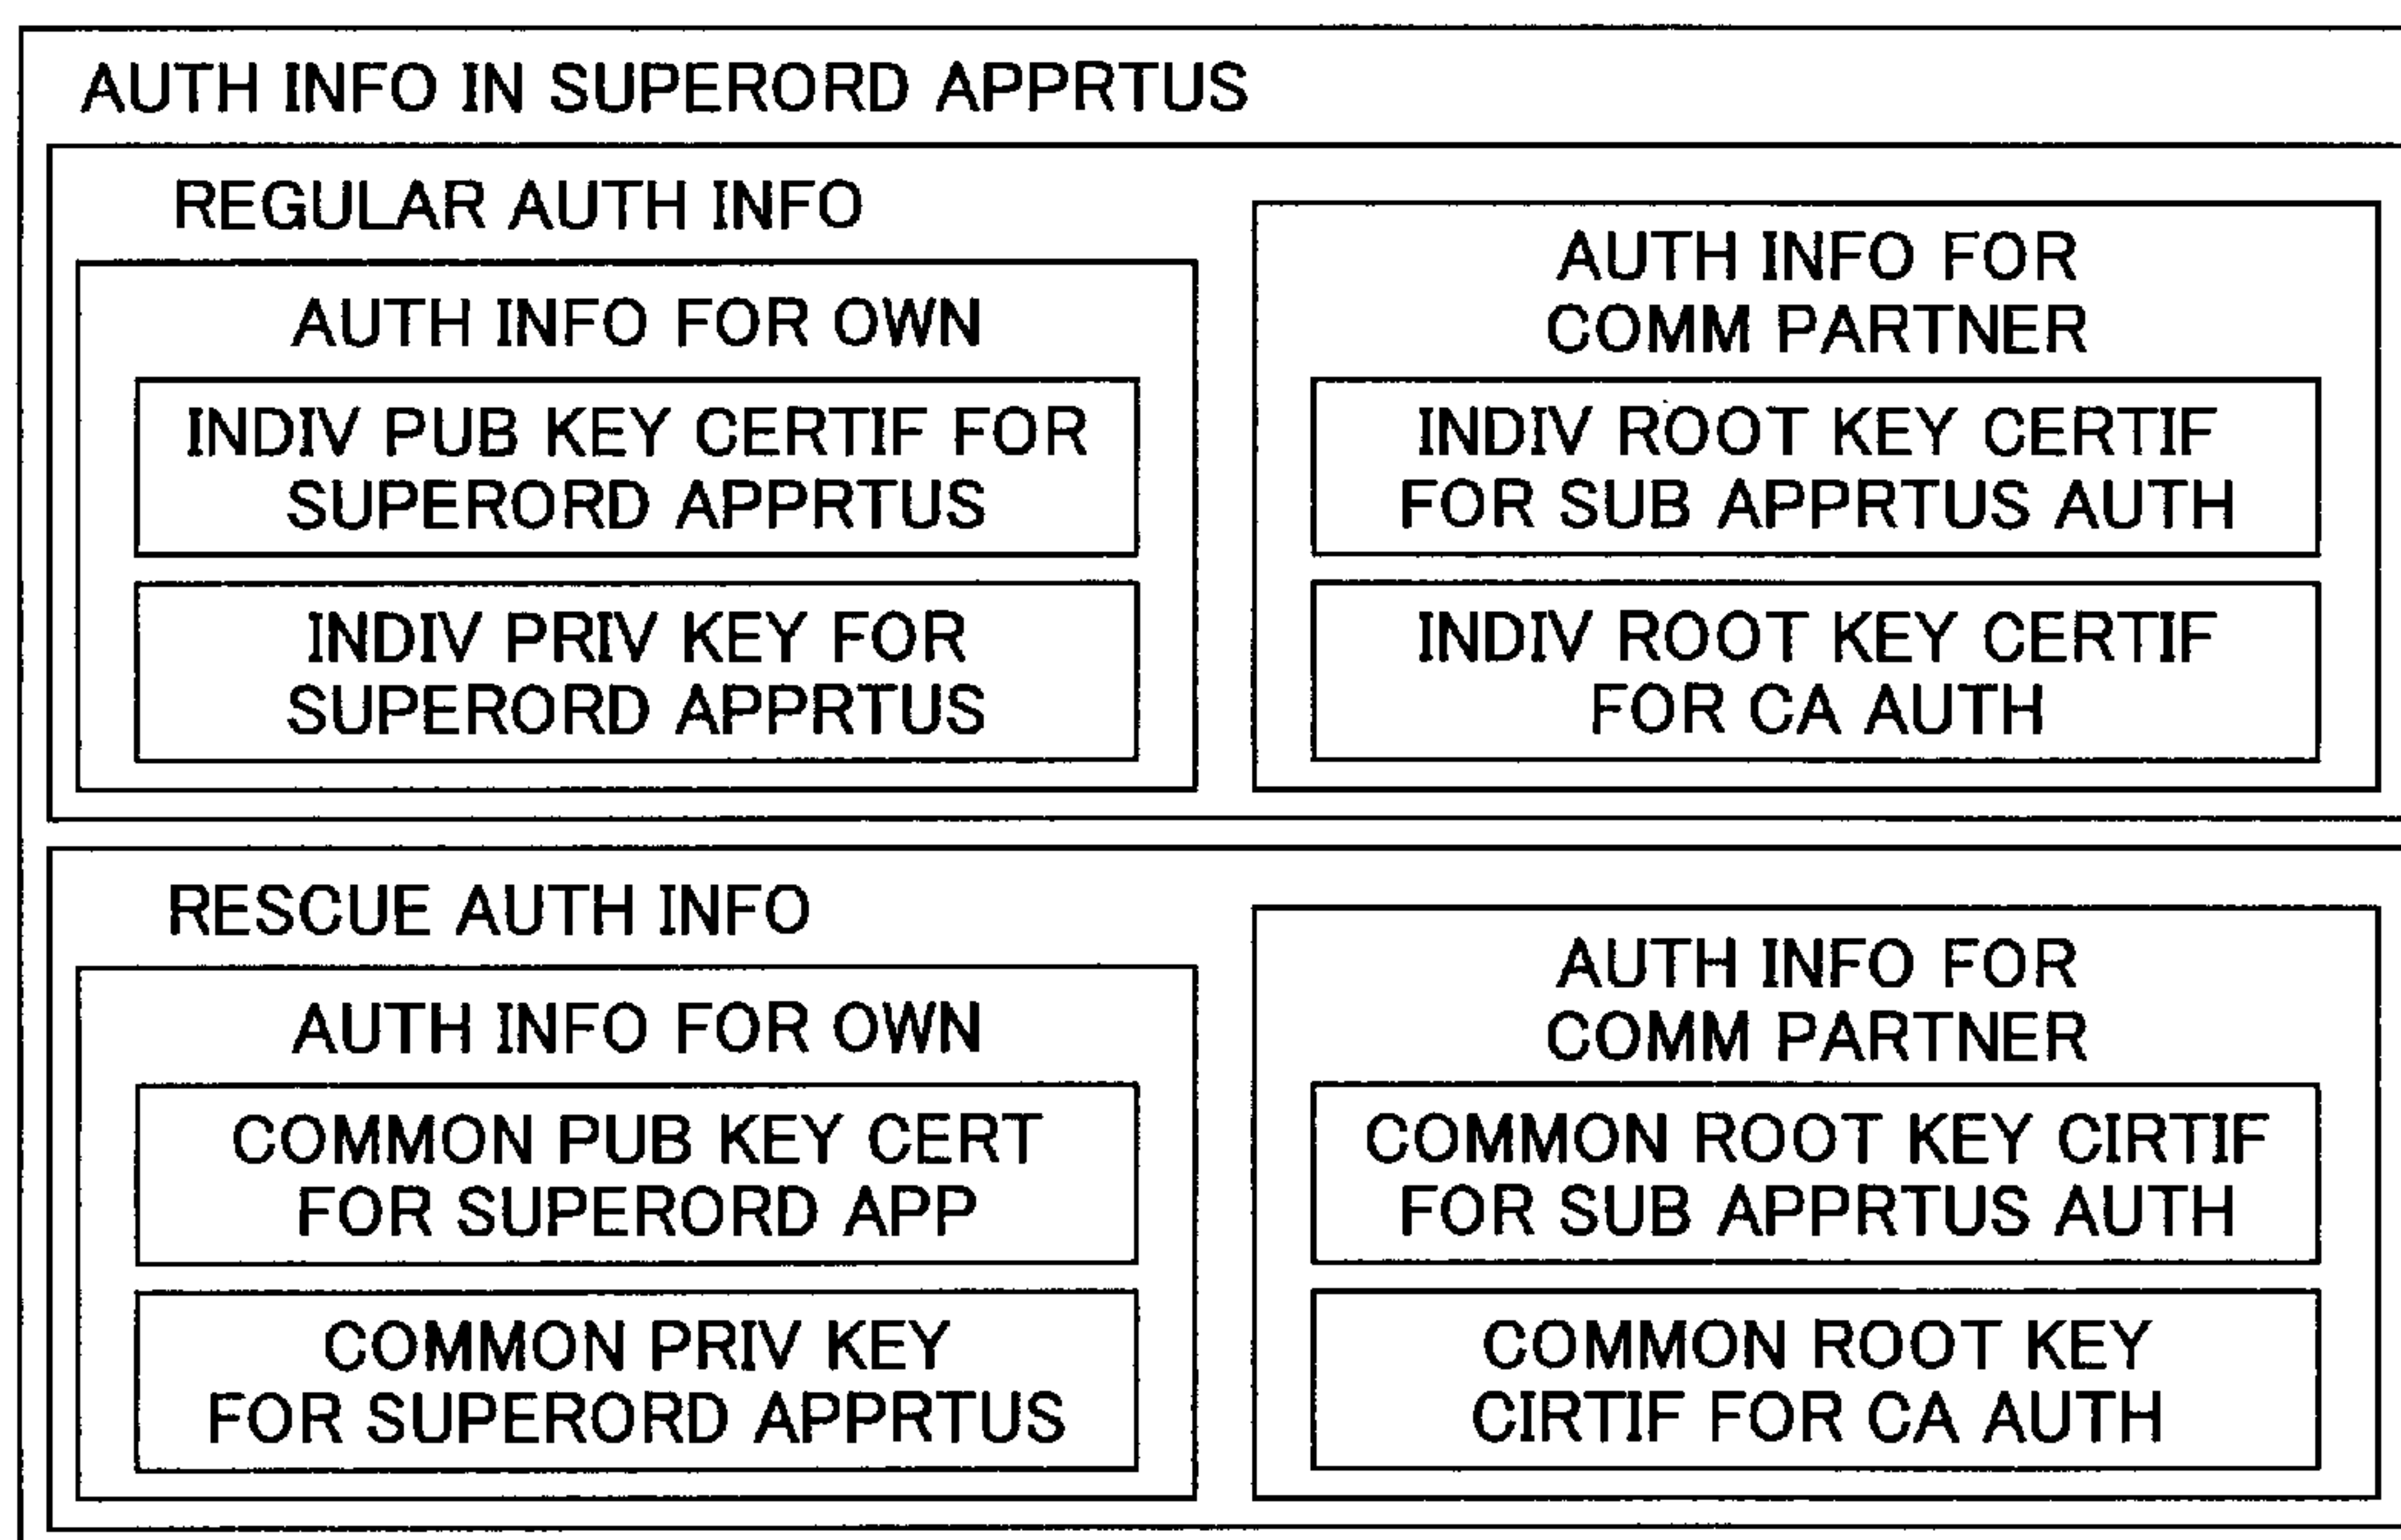 AUTH INFO IN SUPERORD APPRTUS
REGULAR AUTH INFO
AUTH INFO FOR OWN
INDIV PUB KEY CERTIF FOR
SUPERORD APPRTUS
INDIV PRIV KEY FOR
SUPERORD APPRTUS
AUTH INFO FOR
COMM PARTNER
INDIV ROOT KEY CERTIF
FOR SUB APPRTUS AUTH
INDIV ROOT KEY CERTIF
FOR CA AUTH
RESCUE AUTH INFO
AUTH INFO FOR OWN
COMMON PUB KEY CERT
FOR SUPERORD APP
COMMON PRIV KEY
FOR SUPERORD APPRTUS
AUTH INFO FOR
COMM PARTNER
COMMON ROOT KEY CIRTIF
FOR SUB APPRTUS AUTH
COMMON ROOT KEY
CIRTIF FOR CA AUTH